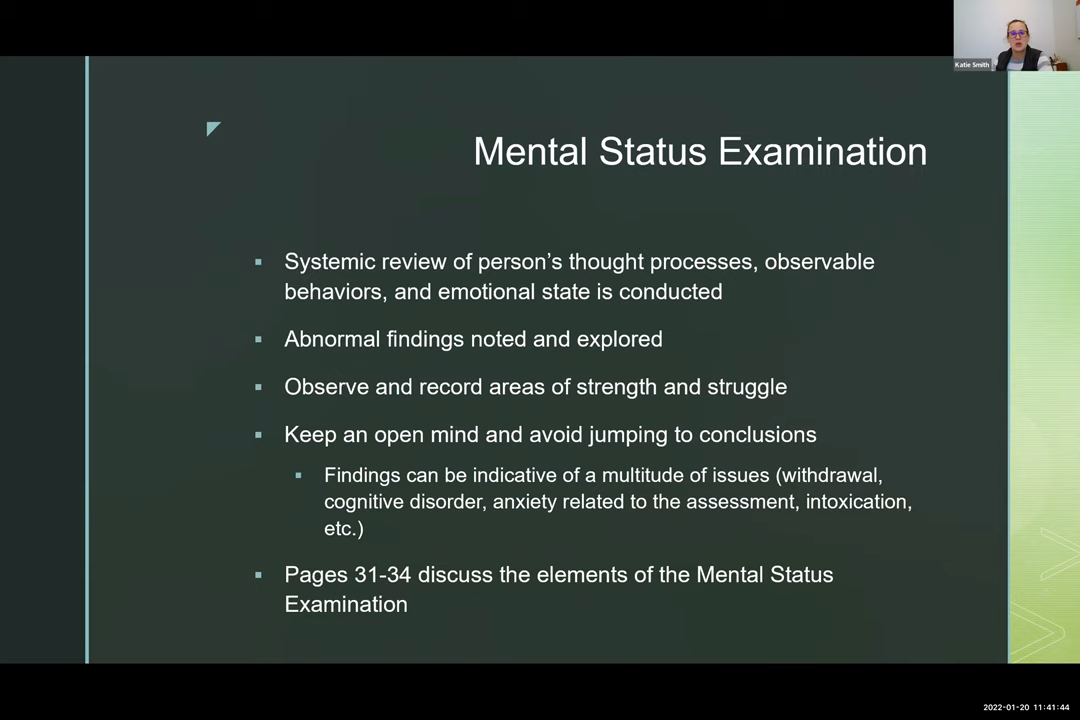 Katie Smith
Mental Status Examination
▪ Systemic review of person’s thought processes, observable
behaviors, and emotional state is conducted
▪ Abnormal findings noted and explored
▪ Observe and record areas of strength and struggle
▪ Keep an open mind and avoid jumping to conclusions
▪ Findings can be indicative of a multitude of issues (withdrawal,
cognitive disorder, anxiety related to the assessment, intoxication,
etc.)
▪ Pages 31-34 discuss the elements of the Mental Status
Examination
2022-01-20 11:41:44